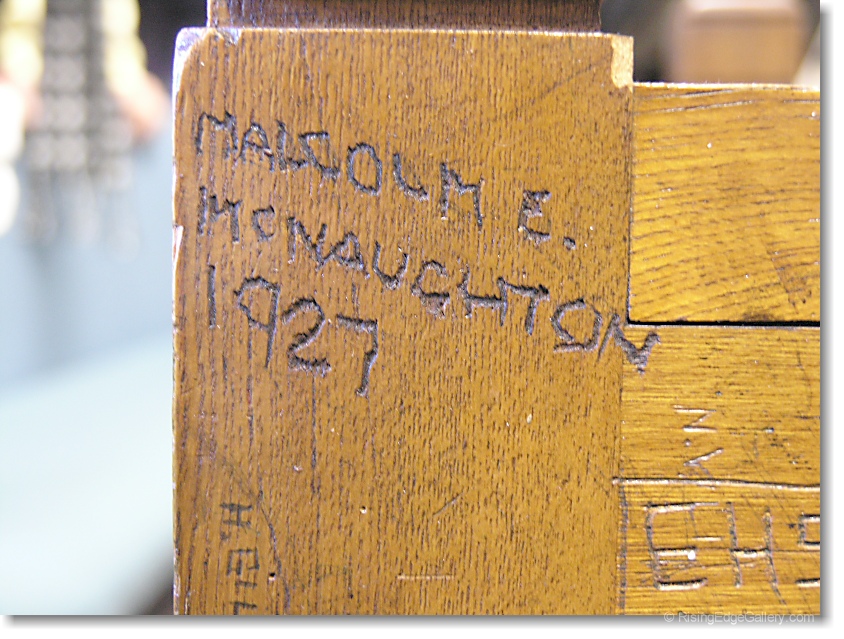 MALCOLM E.
McNAUGHTON
1927
© RisingEdgeGallery.com